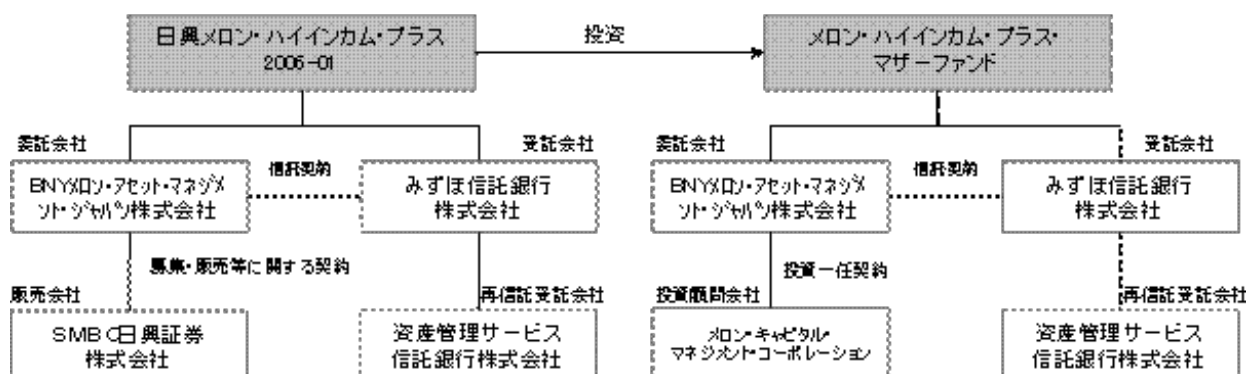 日興メロン・ハイインカム・プラス
2006-01
投資
メロン・ハイインカム・プラス・
マザーファンド
委託会社
受託会社
委託会社
受託会社
BNYメロン・アセット・マネジメ
ント・ジャパン株式会社
信託契約
みずほ信託銀行
株式会社
BNYメロン・アセット・マネジメ
ント・ジャパン株式会社
信託契約
みずほ信託銀行
株式会社
募集・販売等に関する契約
投資一任契約
販売会社
再信託受託会社
投資顧問会社
再信託受託会社
SMBC日興証券
株式会社
資産管理サービス
信託銀行株式会社
メロン・キャピタル・
マネジメント・コーポレーション
資産管理サービス
信託銀行株式会社